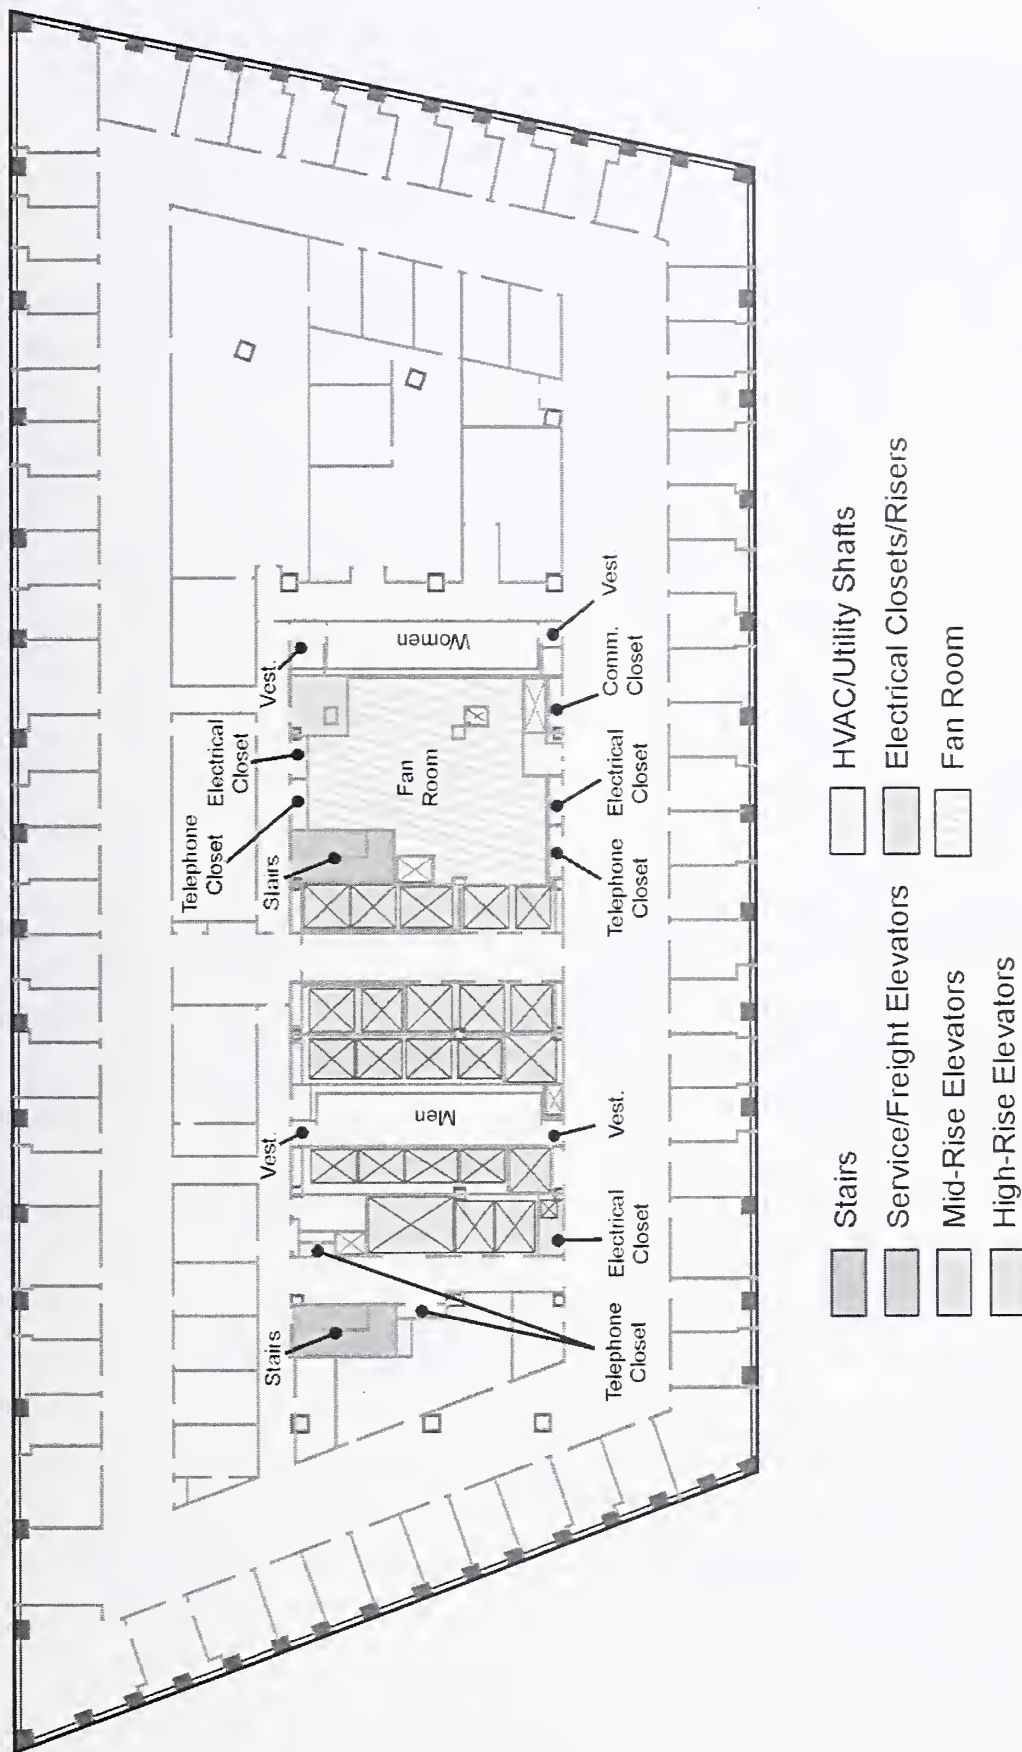 Vest.
Women
Vest.
Comm.
Closet
Electrical
Closet
Telephone
Closet
Stairs
Fan
Room
Electrical
Closet
Telephone
Closet
Vest.
Men
Vest.
Electrical
Closet
Stairs
Telephone
Closet
Stairs
Service/Freight Elevators
Mid-Rise Elevators
High-Rise Elevators
HVAC/Utility Shafts
Electrical Closets/Risers
Fan Room